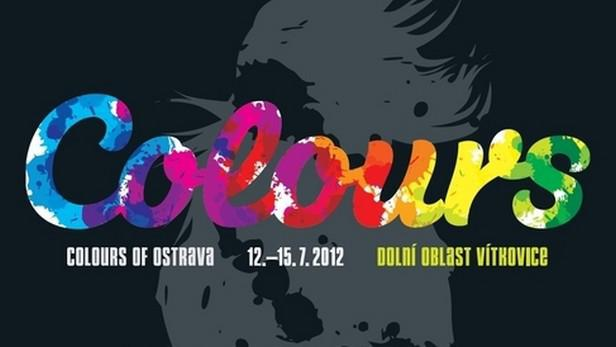 Colours
COLOURS OF OSTRAVA 12.–15. 7. 2012 DOLNÍ OBLAST VÍTKOVICE